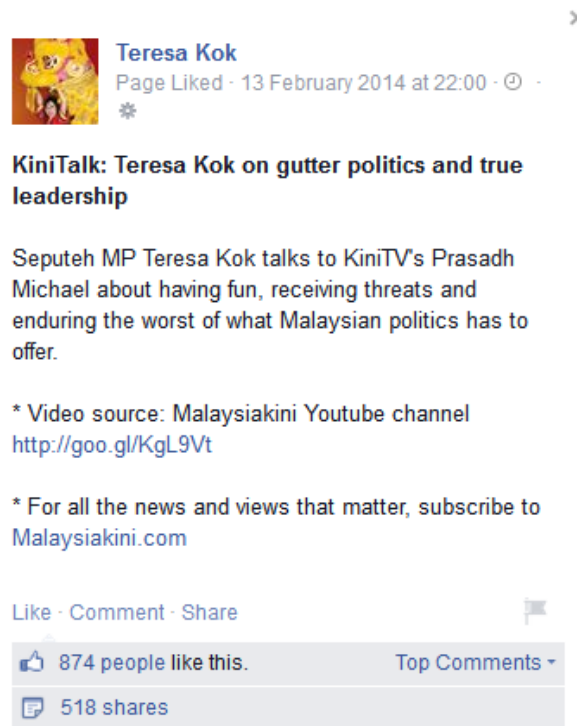 Teresa Kok
Page Liked · 13 February 2014 at 22:00 · ·
KiniTalk: Teresa Kok on gutter politics and true
leadership
Seputeh MP Teresa Kok talks to KiniTV's Prasadh
Michael about having fun, receiving threats and
enduring the worst of what Malaysian politics has to
offer.
* Video source: Malaysiakini Youtube channel
http://goo.gl/KgL9Vt
* For all the news and views that matter, subscribe to
Malaysiakini.com
Like · Comment · Share
874 people like this. Top Comments
518 shares